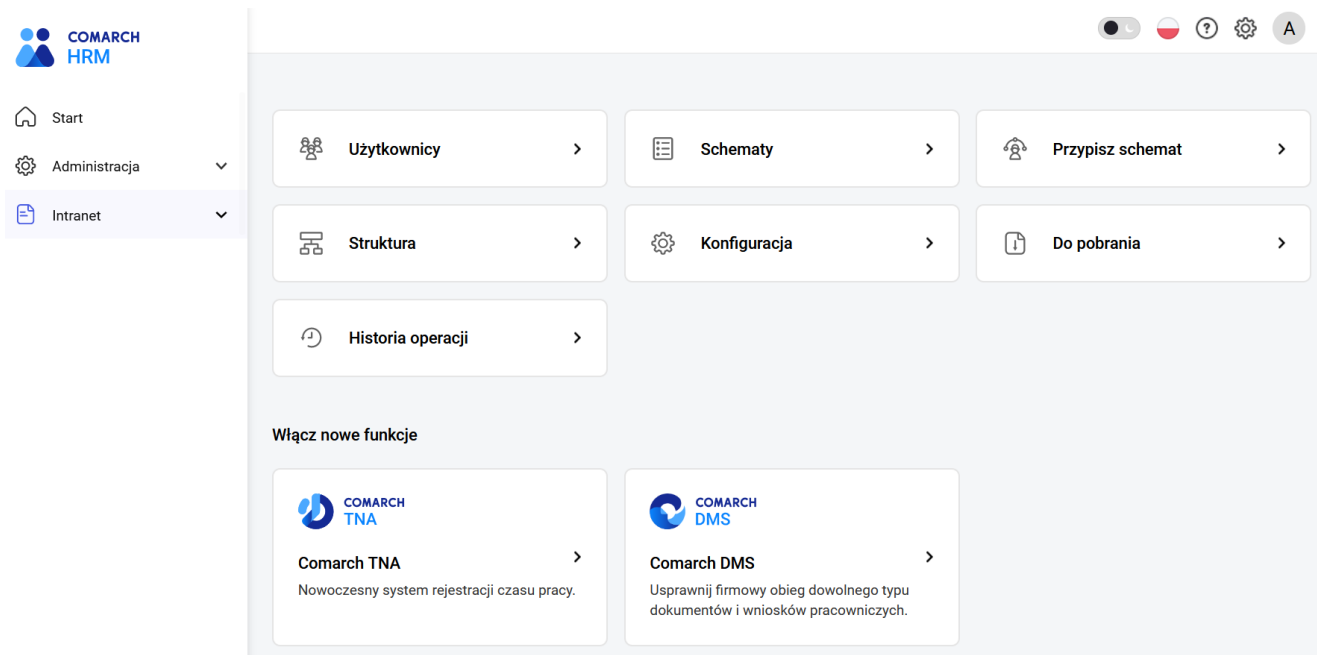 COMARCH
HRM
A
Start
Administracja
Intranet
Użytkownicy
Schematy
Przypisz schemat
Struktura
Konfiguracja
Do pobrania
Historia operacji
Włącz nowe funkcje
COMARCH
TNA
Comarch TNA
Nowoczesny system rejestracji czasu pracy.
COMARCH
DMS
Comarch DMS
Usprawnij firmowy obieg dowolnego typu
dokumentów i wniosków pracowniczych.